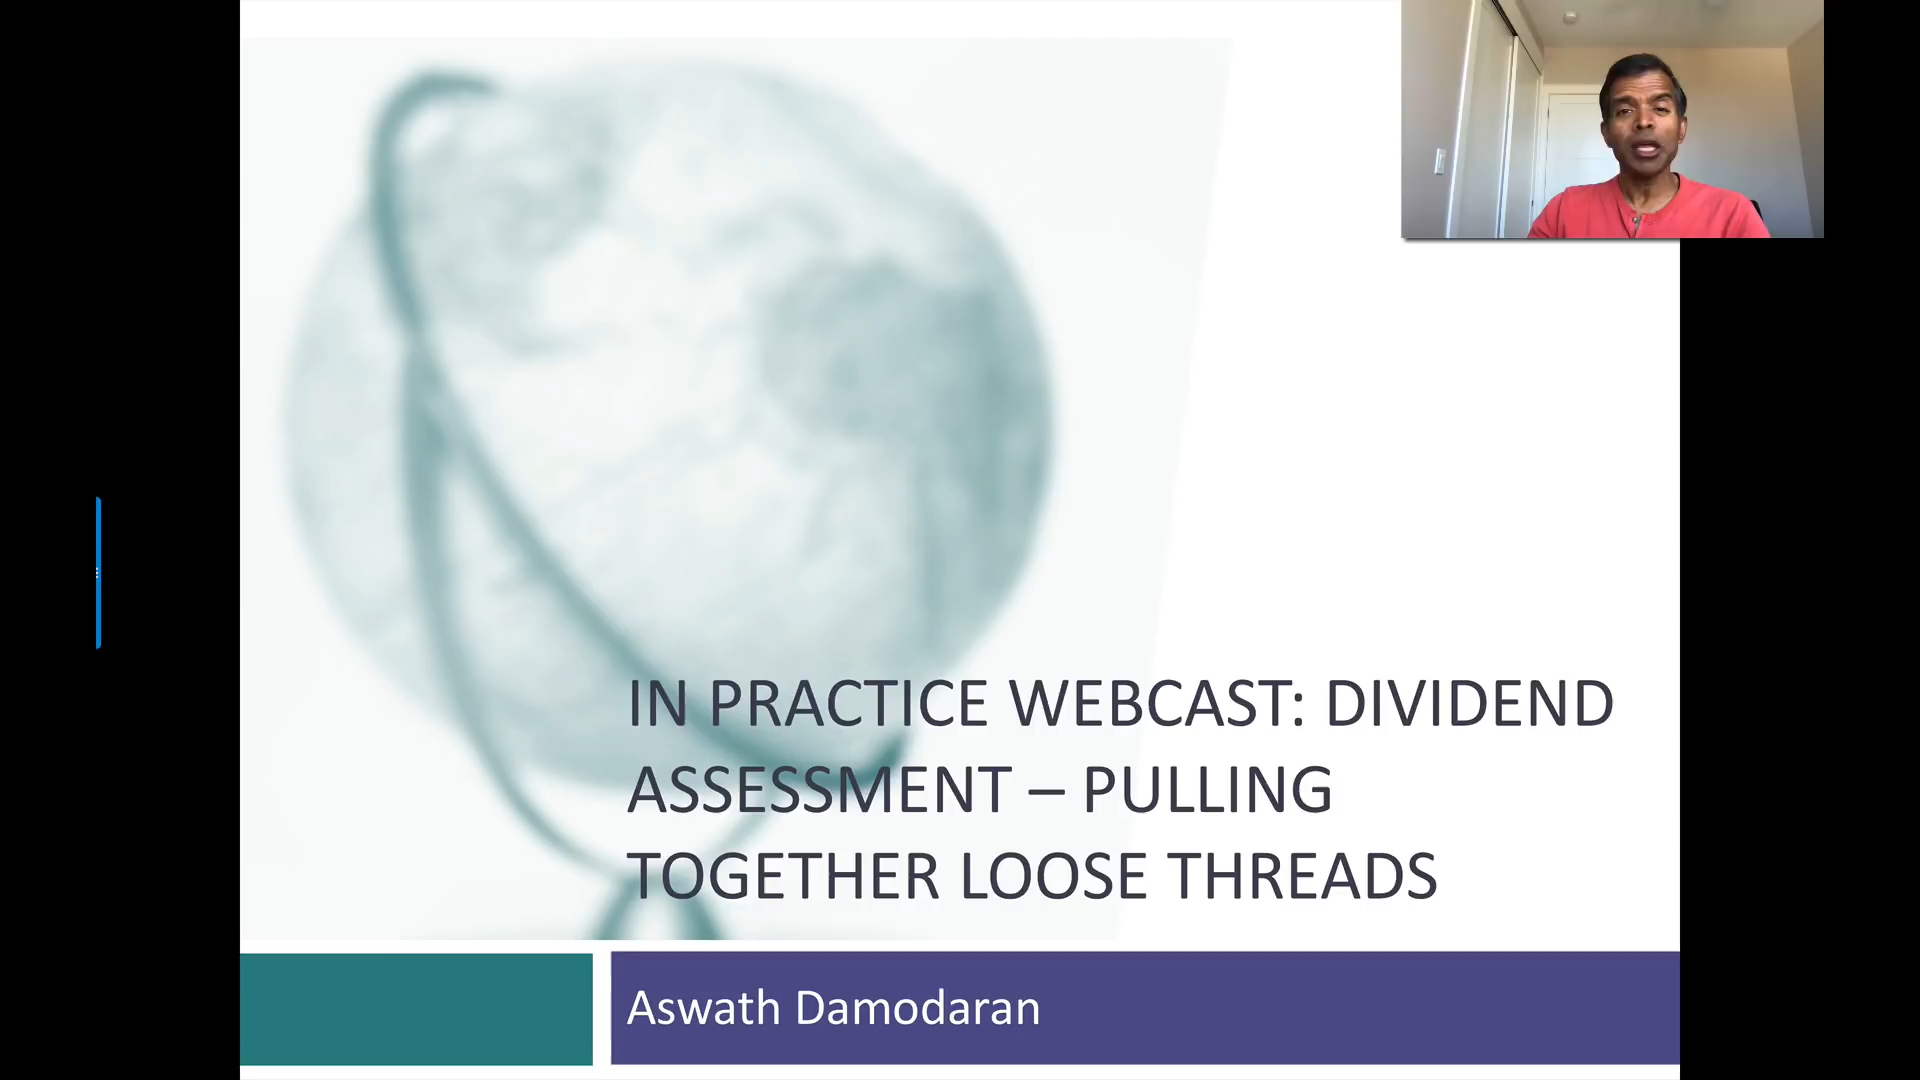 IN PRACTICE WEBCAST: DIVIDEND
ASSESSMENT – PULLING
TOGETHER LOOSE THREADS
Aswath Damodaran